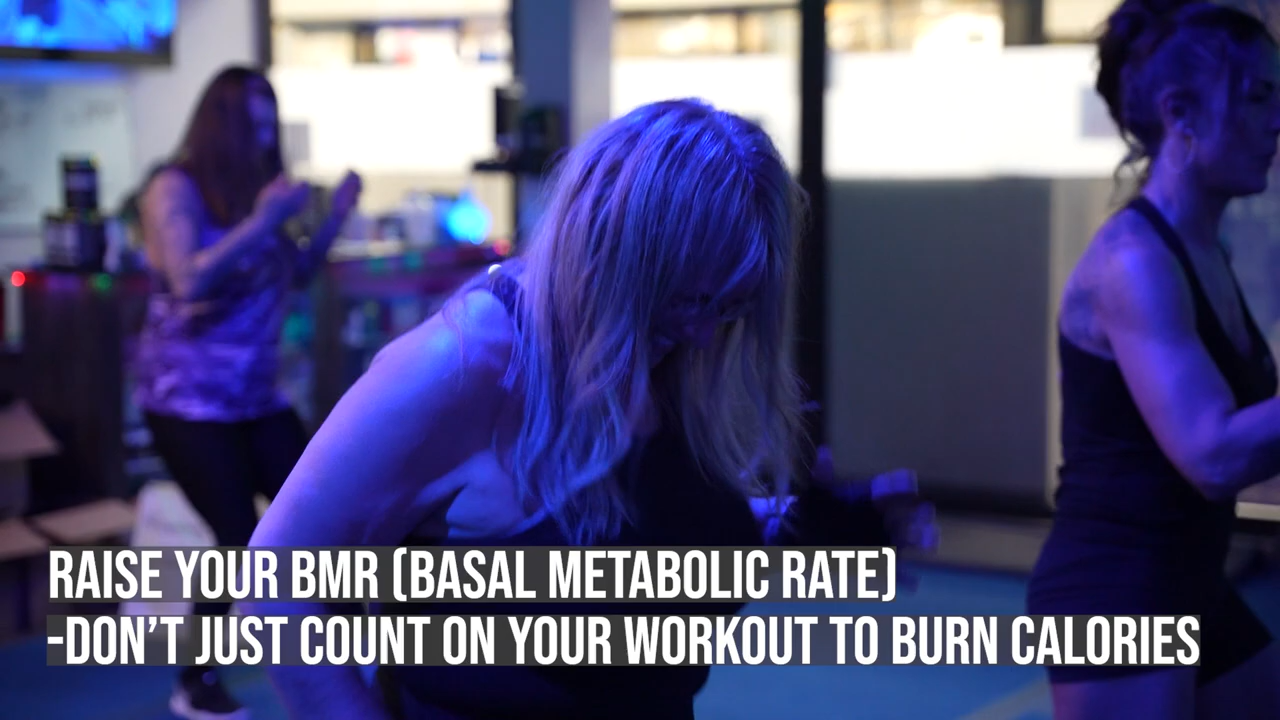 RAISE YOUR BMR (BASAL METABOLIC RATE)
-DON'T JUST COUNT ON YOUR WORKOUT TO BURN CALORIES